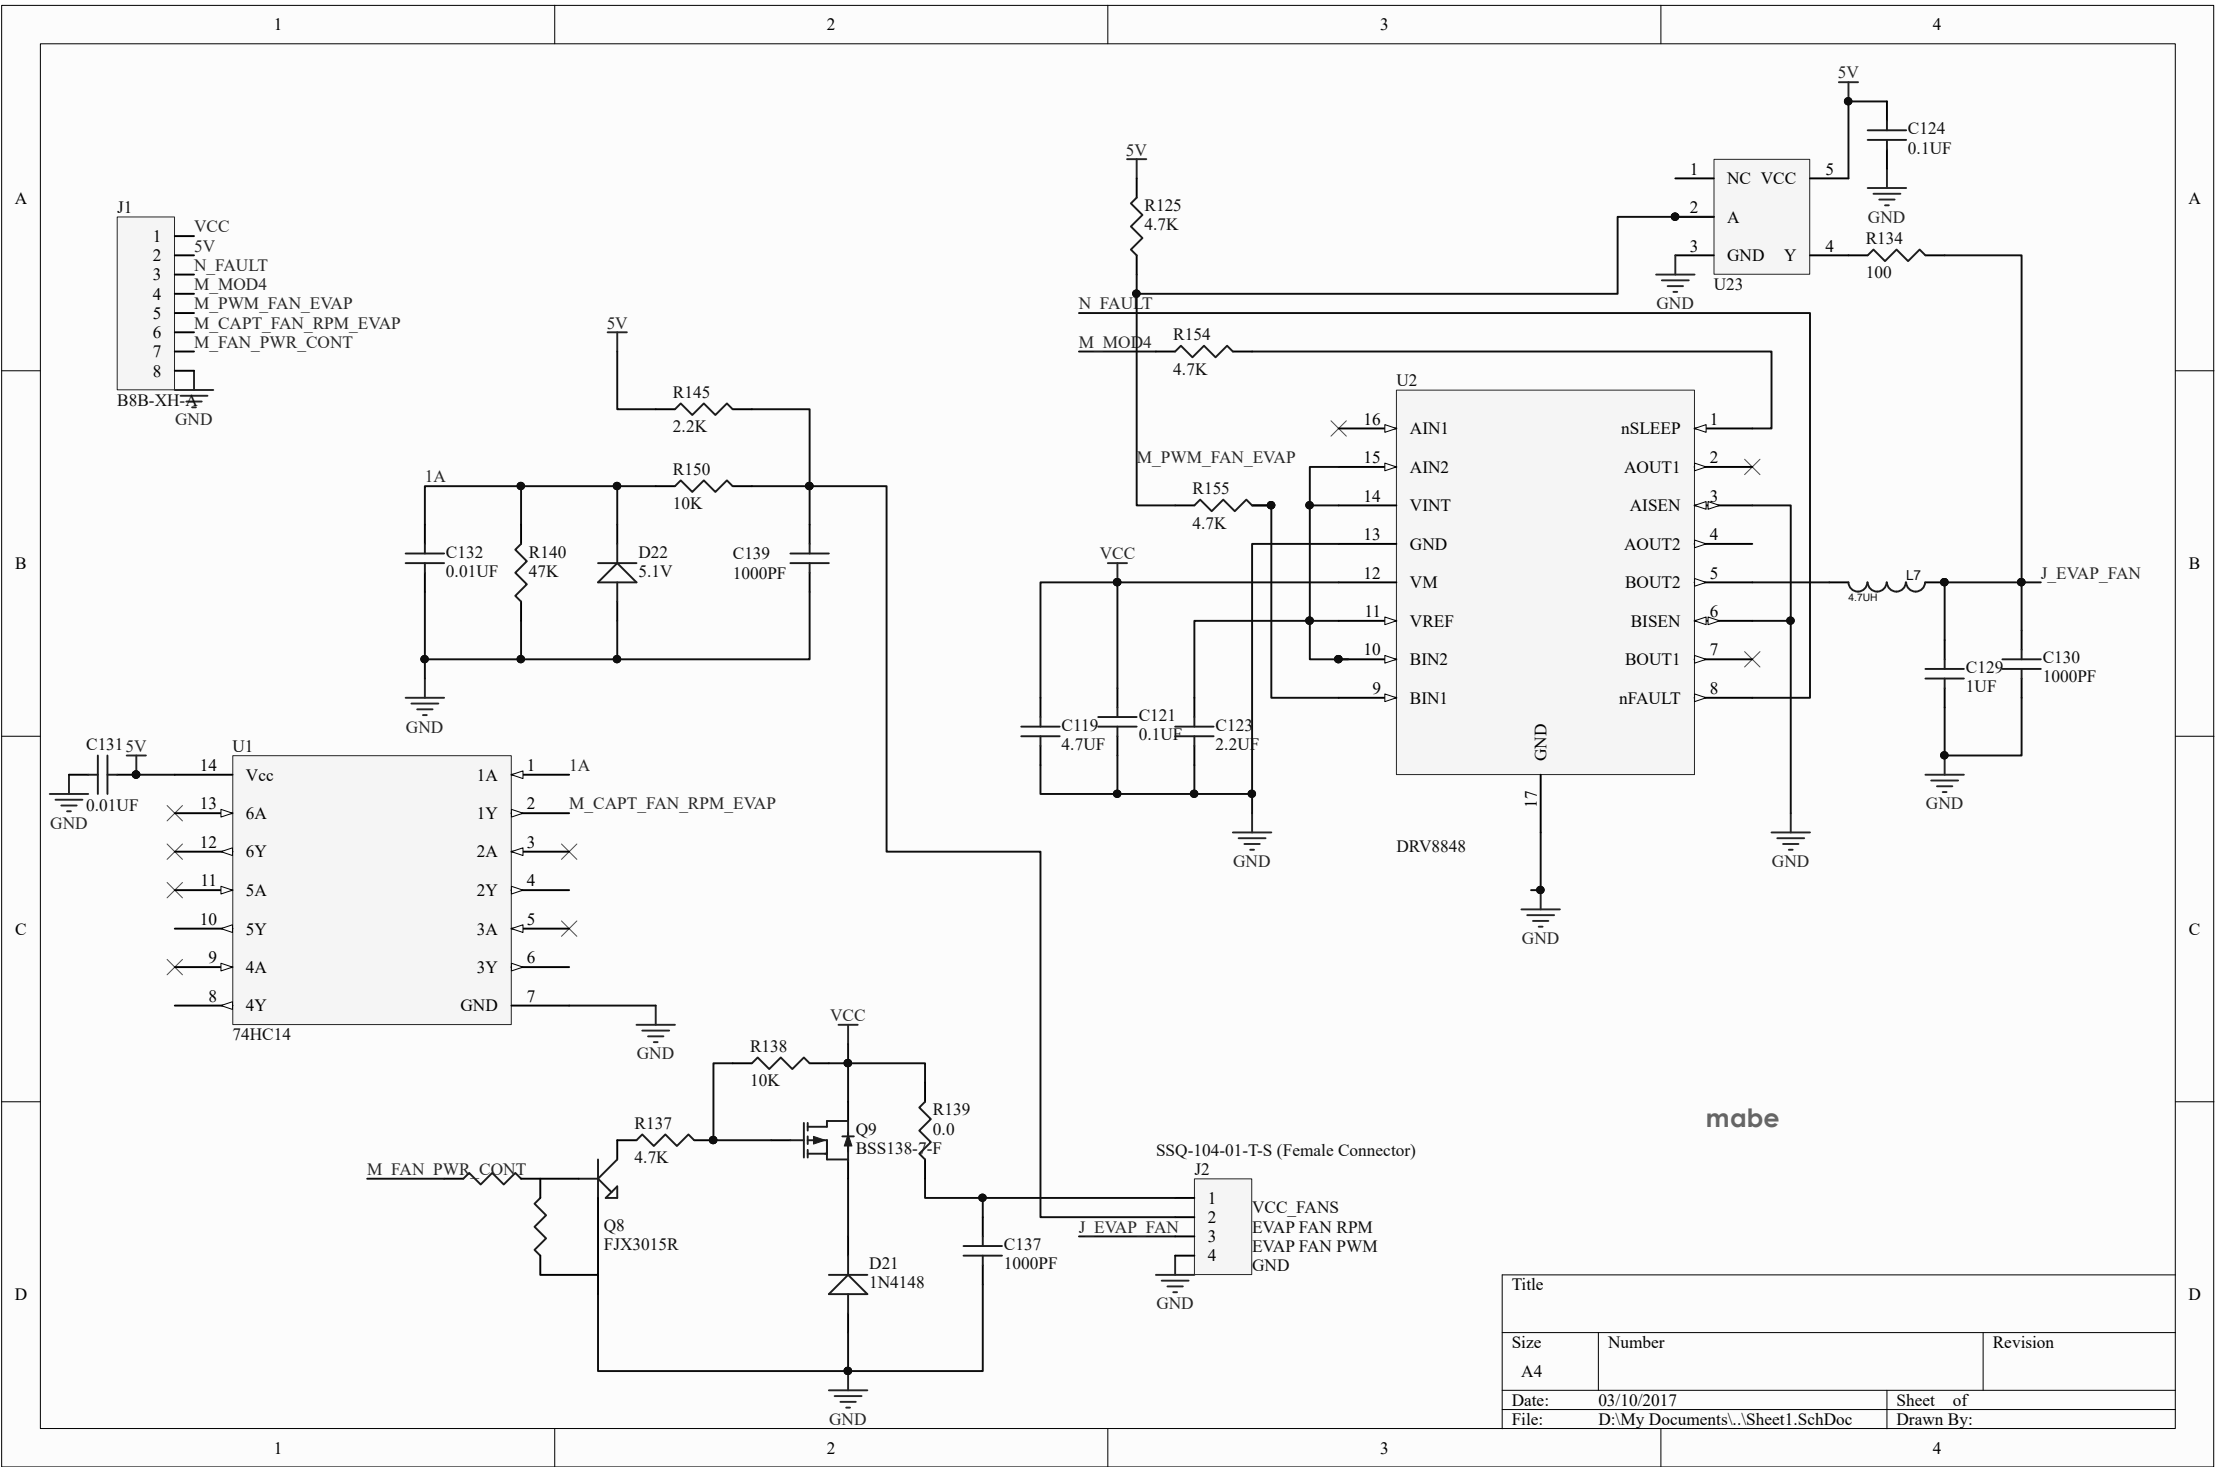 1
2
3
4
A
A
B
B
C
C
D
D
1
2
3
4
J1
1
VCC
2
5V
3
N_FAULT
4
M_MOD4
5
M_PWM_FAN_EVAP
6
M_CAPT_FAN_RPM_EVAP
7
M_FAN_PWR_CONT
8
B8B-XH-A
GND
5V
R145
2.2K
1A
R150
10K
C132
0.01UF
R140
47K
D22
5.1V
C139
1000PF
GND
C131
5V
0.01UF
GND
U1
14
Vcc
13
6A
12
6Y
11
5A
10
5Y
9
4A
8
4Y
1A
1
1A
1Y
2
M_CAPT_FAN_RPM_EVAP
2A
3
2Y
4
3A
5
3Y
6
GND
7
74HC14
GND
5V
R125
4.7K
N_FAULT
M_MOD4
R154
4.7K
M_PWM_FAN_EVAP
R155
4.7K
5V
C124
0.1UF
GND
1
NC
VCC
5
2
A
3
GND
Y
4
U23
GND
R134
100
U2
16
AIN1
15
AIN2
14
VINT
13
GND
12
VM
11
VREF
10
BIN2
9
BIN1
nSLEEP
1
AOUT1
2
AISEN
3
AOUT2
4
BOUT2
5
BISEN
6
BOUT1
7
nFAULT
8
GND
17
DRV8848
GND
VCC
C119
4.7UF
C121
0.1UF
C123
2.2UF
GND
GND
L7
4.7UH
J_EVAP_FAN
C129
1UF
C130
1000PF
GND
VCC
R138
10K
R137
4.7K
M_FAN_PWR_CONT
Q8
FJX3015R
Q9
BSS138-7-F
R139
0.0
D21
1N4148
C137
1000PF
GND
SSQ-104-01-T-S (Female Connector)
J2
1
VCC_FANS
2
EVAP FAN RPM
J_EVAP_FAN
3
EVAP FAN PWM
4
GND
GND
mabe
Title
Size
Number
Revision
A4
Date:
03/10/2017
Sheet of
File:
D:\My Documents\..\Sheet1.SchDoc
Drawn By: